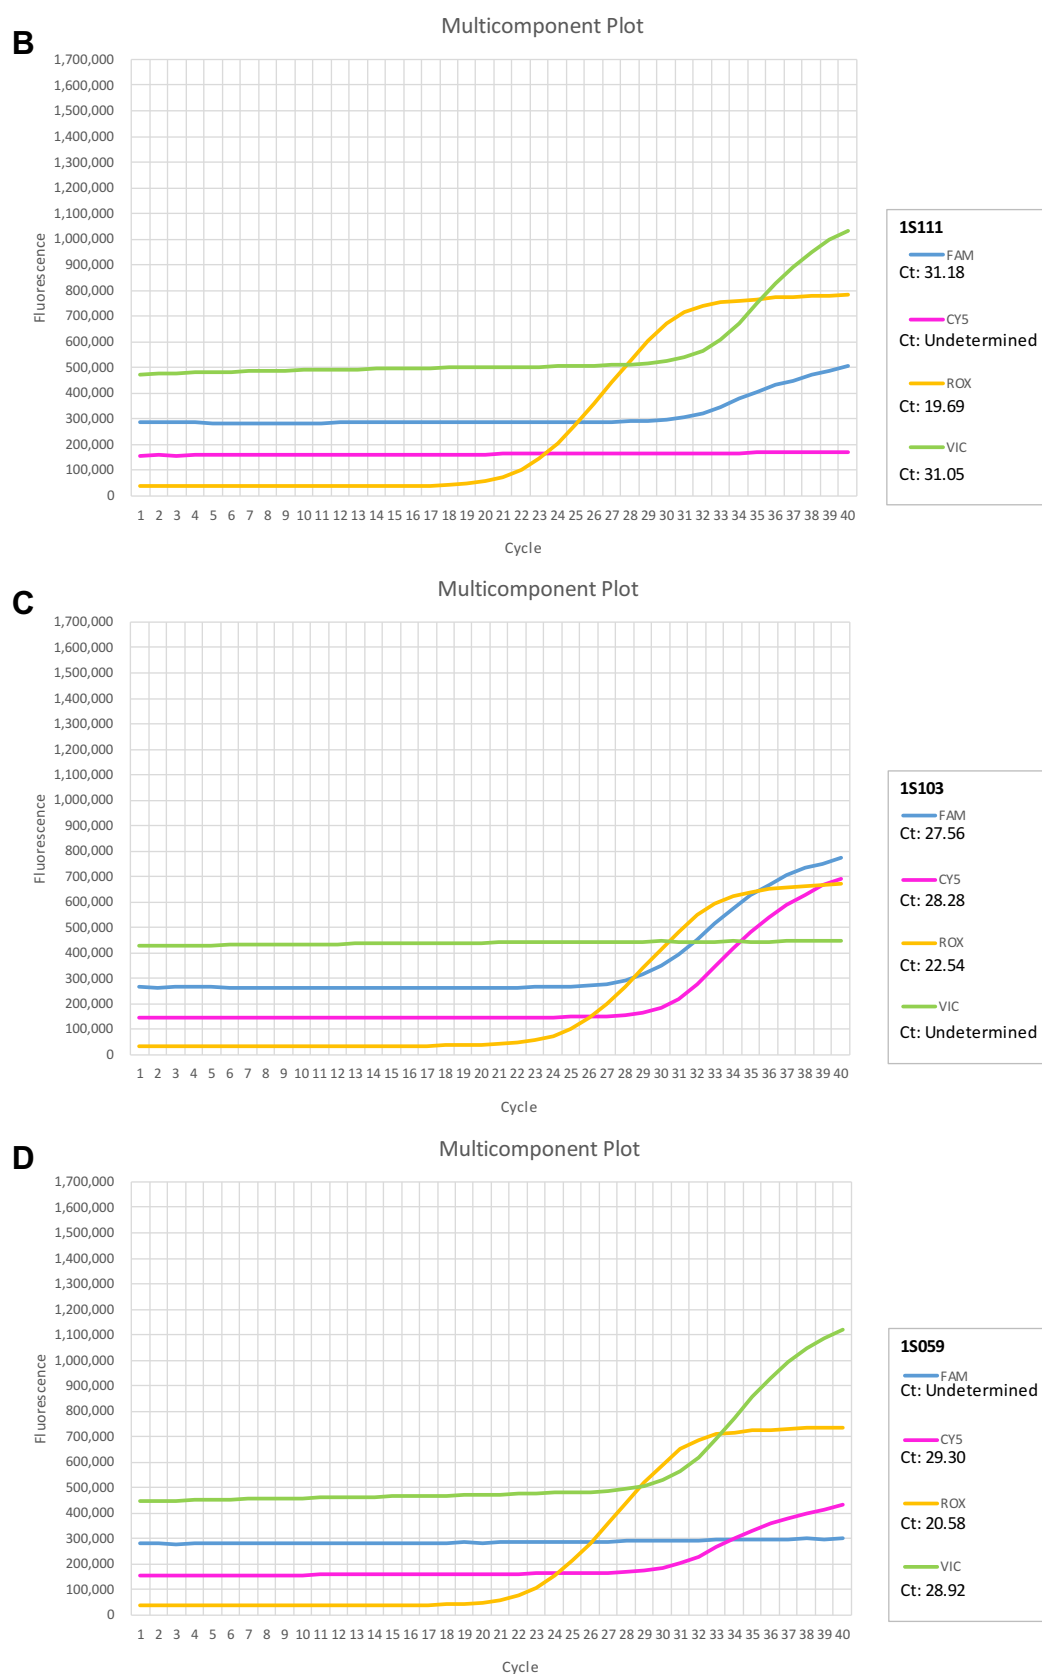 B
Multicomponent Plot
1,700,000
1,600,000
1,500,000
1,400,000
1,300,000
1,200,000
1,100,000
1,000,000
900,000
800,000
700,000
600,000
500,000
400,000
300,000
200,000
100,000
0
Fluorescence
1 2 3 4 5 6 7 8 9 10 11 12 13 14 15 16 17 18 19 20 21 22 23 24 25 26 27 28 29 30 31 32 33 34 35 36 37 38 39 40
Cycle
1S111
FAM
Ct: 31.18
CY5
Ct: Undetermined
ROX
Ct: 19.69
VIC
Ct: 31.05
C
Multicomponent Plot
1,700,000
1,600,000
1,500,000
1,400,000
1,300,000
1,200,000
1,100,000
1,000,000
900,000
800,000
700,000
600,000
500,000
400,000
300,000
200,000
100,000
0
Fluorescence
1 2 3 4 5 6 7 8 9 10 11 12 13 14 15 16 17 18 19 20 21 22 23 24 25 26 27 28 29 30 31 32 33 34 35 36 37 38 39 40
Cycle
1S103
FAM
Ct: 27.56
CY5
Ct: 28.28
ROX
Ct: 22.54
VIC
Ct: Undetermined
D
Multicomponent Plot
1,700,000
1,600,000
1,500,000
1,400,000
1,300,000
1,200,000
1,100,000
1,000,000
900,000
800,000
700,000
600,000
500,000
400,000
300,000
200,000
100,000
0
Fluorescence
1 2 3 4 5 6 7 8 9 10 11 12 13 14 15 16 17 18 19 20 21 22 23 24 25 26 27 28 29 30 31 32 33 34 35 36 37 38 39 40
Cycle
1S059
FAM
Ct: Undetermined
CY5
Ct: 29.30
ROX
Ct: 20.58
VIC
Ct: 28.92